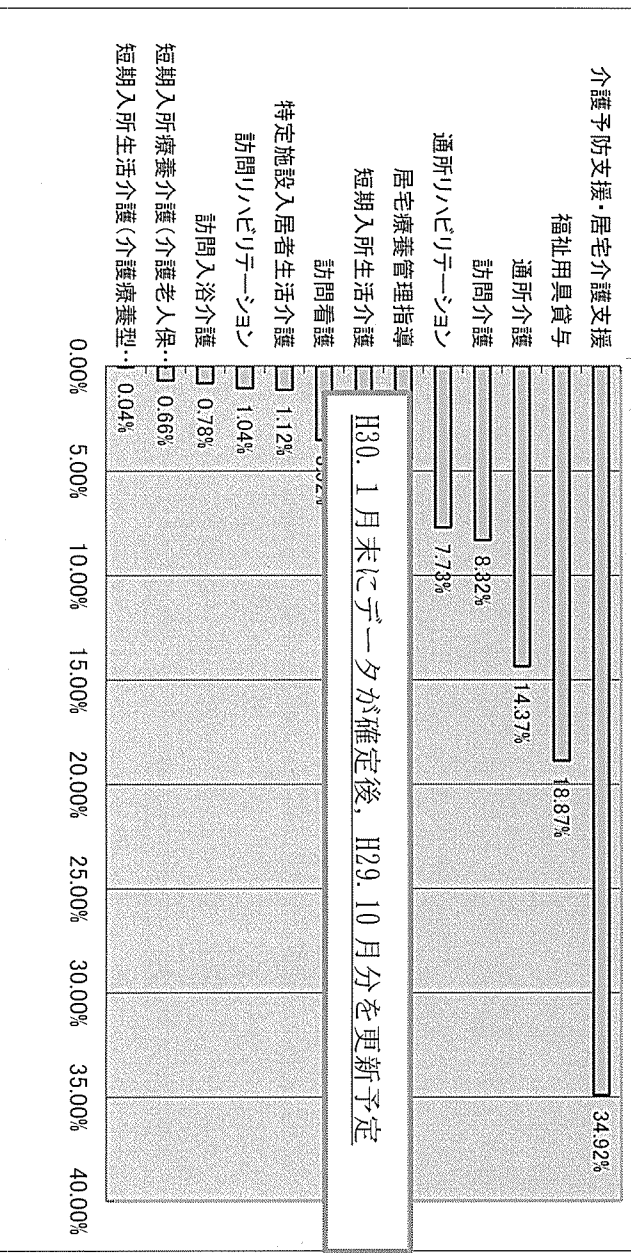 介護予防支援・居宅介護支援
34.92%
福祉用具貸与
18.87%
通所介護
14.37%
訪問介護
8.32%
通所リハビリテーション
7.73%
居宅療養管理指導
短期入所生活介護
訪問看護
特定施設入居者生活介護
1.12%
訪問リハビリテーション
1.04%
訪問入浴介護
0.78%
短期入所療養介護(介護老人保‥
0.66%
短期入所生活介護(介護療養型‥
0.04%
H30. 1月末にデータが確定後, H29. 10月分を更新予定
0.00%
5.00%
10.00%
15.00%
20.00%
25.00%
30.00%
35.00%
40.00%